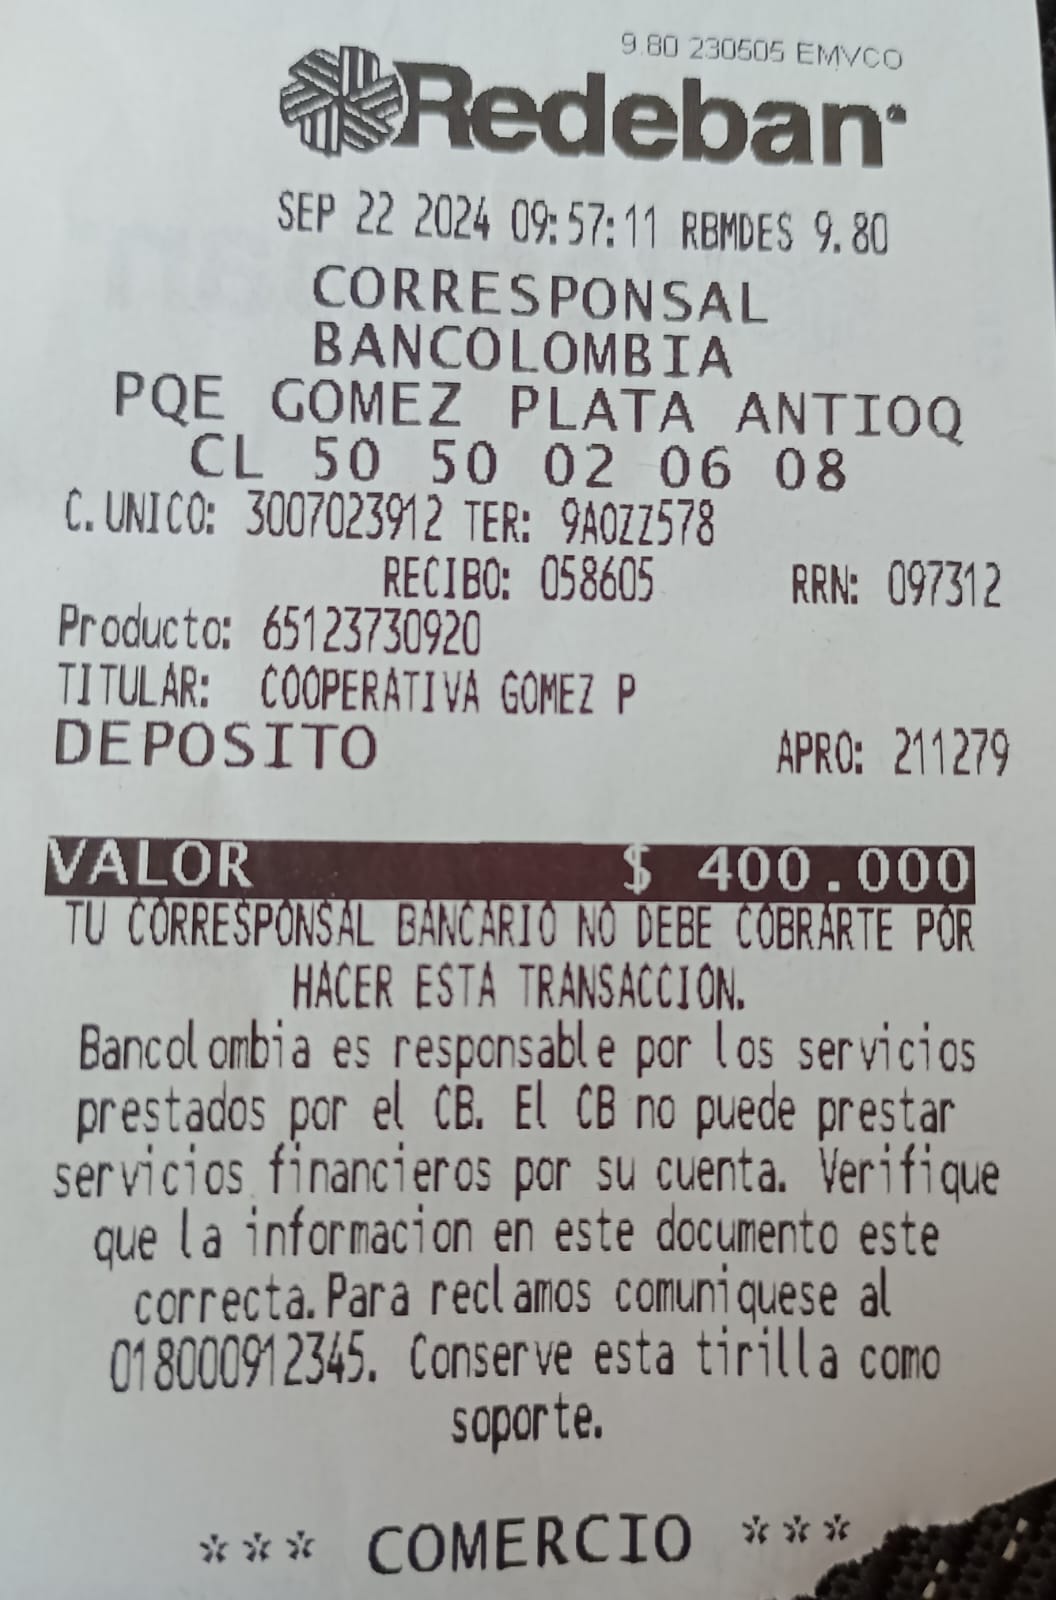 9.80 230505 EMVCO
Redeban
SEP 22 2024 09:57:11 RBMDES 9.80
CORRESPONSAL
BANCOLOMBIA
PQE GOMEZ PLATA ANTIOQ
CL 50 50 02 06 08
C.UNICO: 3007023912 TER: 9A0ZZ578
RECIBO: 058605 RRN: 097312
Producto: 65123730920
TITULAR: COOPERATIVA GOMEZ P
DEPOSITO APRO: 211279
VALOR $ 400.000
TU CORRESPONSAL BANCARIO NO DEBE COBRARTE POR
HACER ESTA TRANSACCION.
Bancolombia es responsable por los servicios
prestados por el CB. El CB no puede prestar
servicios financieros por su cuenta. Verifique
que la informacion en este documento este
correcta. Para reclamos comuniquese al
018000912345. Conserve esta tirilla como
soporte.
*** COMERCIO ***